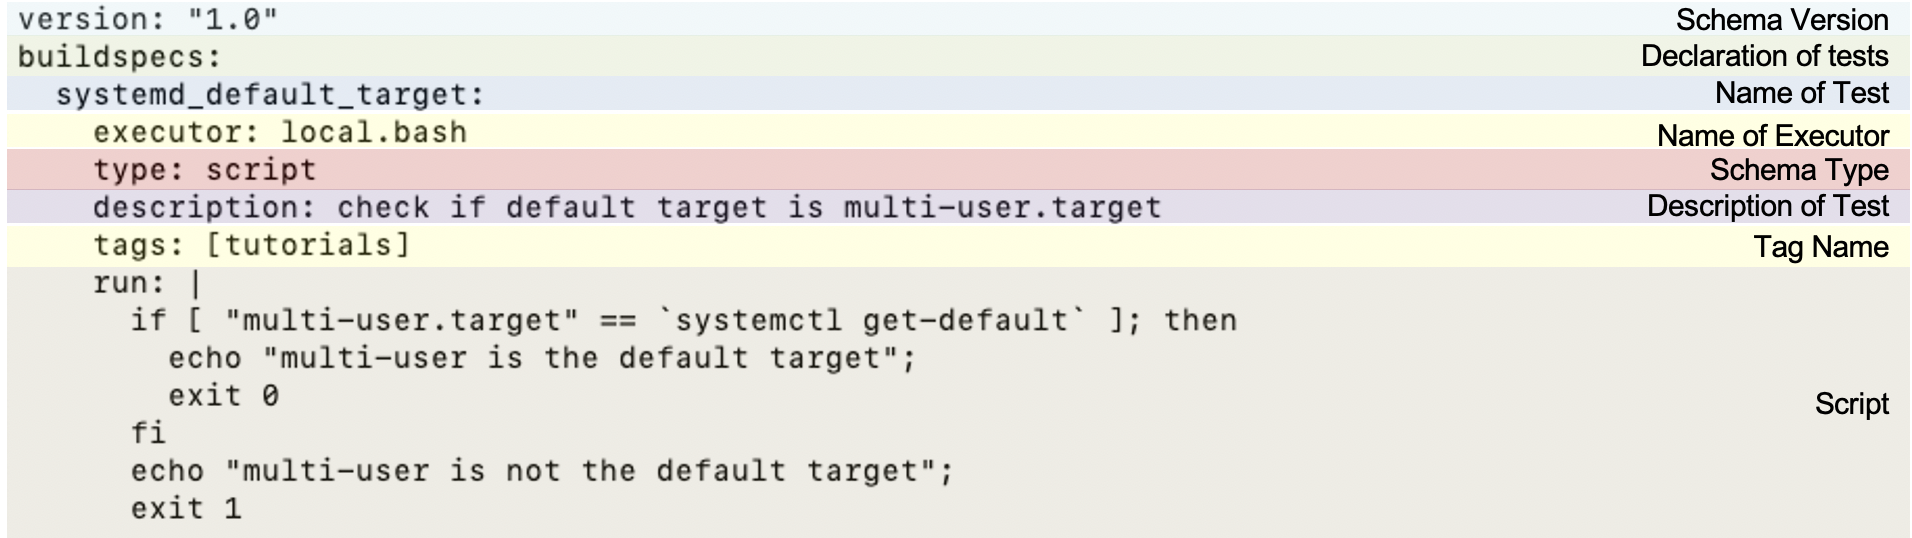 version: "1.0" Schema Version
buildspecs: Declaration of tests
  systemd_default_target: Name of Test
    executor: local.bash Name of Executor
    type: script Schema Type
    description: check if default target is multi-user.target Description of Test
    tags: [tutorials] Tag Name
    run: |
      if [ "multi-user.target" == `systemctl get-default` ]; then
        echo "multi-user is the default target";
        exit 0 Script
      fi
      echo "multi-user is not the default target";
      exit 1